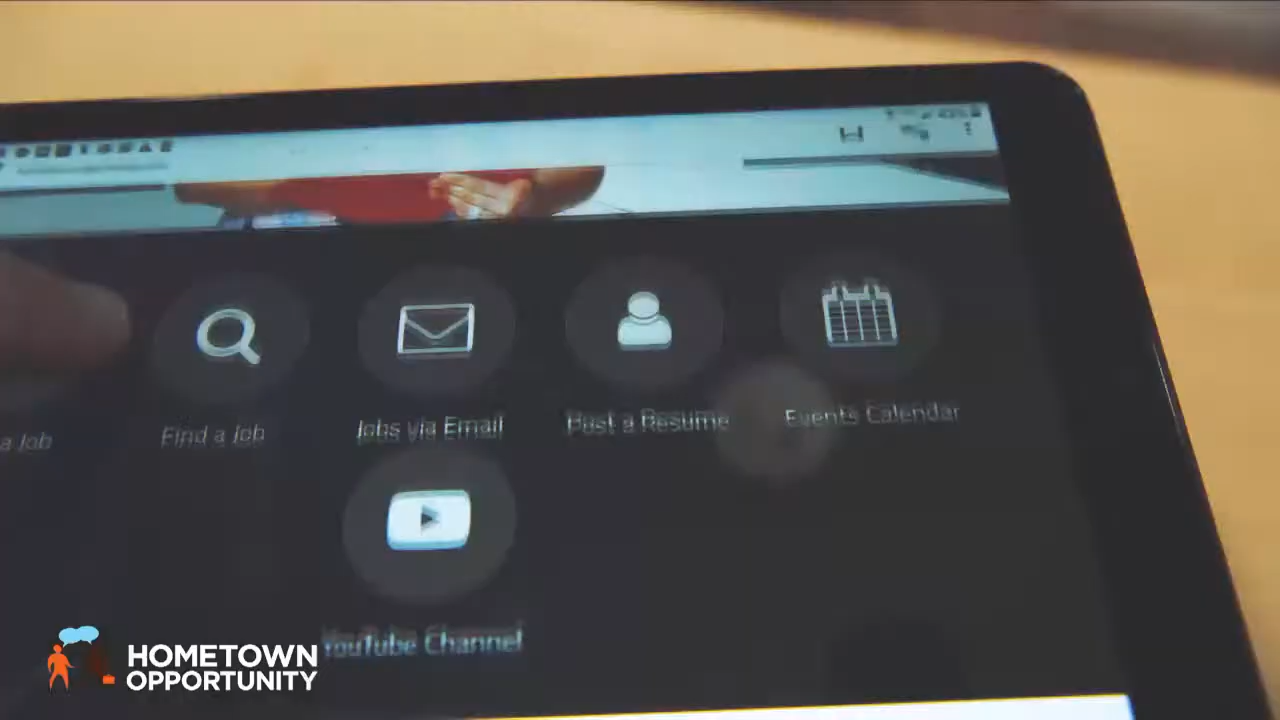 a Job
Find a Job
Jobs via Email
Post a Resume
Events Calendar
YouTube Channel
HOMETOWN
OPPORTUNITY